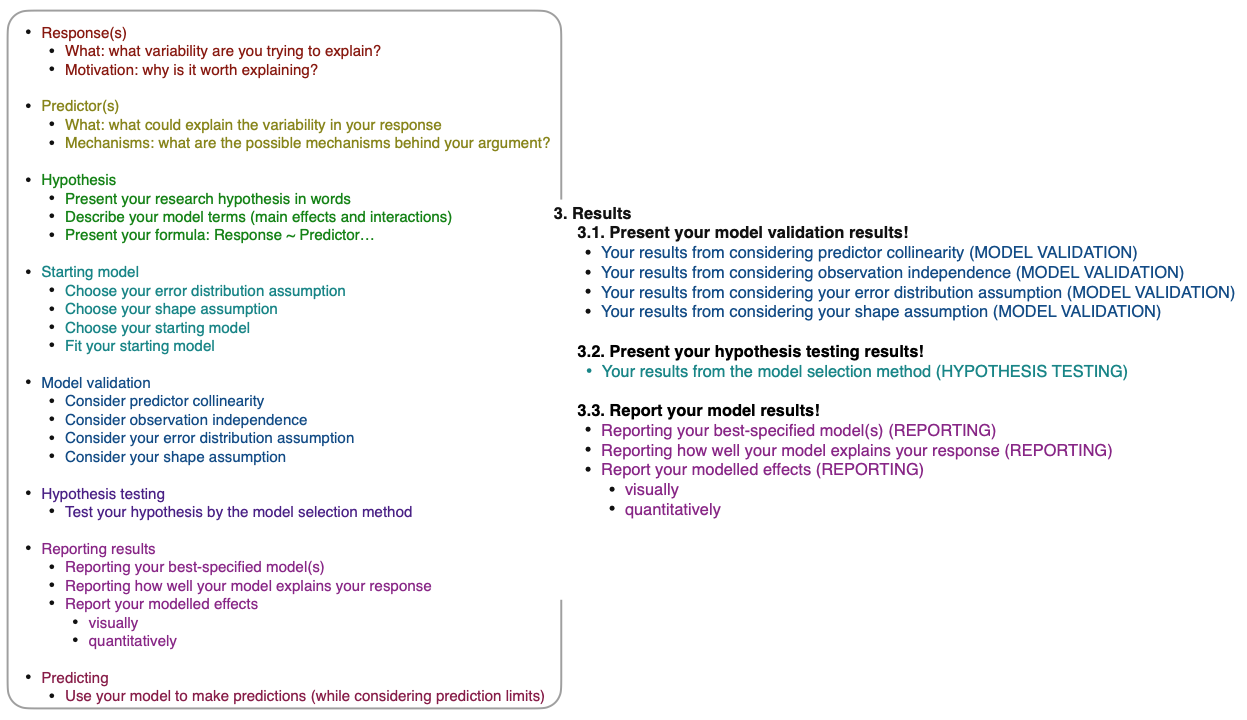 • Response(s)
• What: what variability are you trying to explain?
• Motivation: why is it worth explaining?
• Predictor(s)
• What: what could explain the variability in your response
• Mechanisms: what are the possible mechanisms behind your argument?
• Hypothesis
• Present your research hypothesis in words
• Describe your model terms (main effects and interactions)
• Present your formula: Response ~ Predictor…
• Starting model
• Choose your error distribution assumption
• Choose your shape assumption
• Choose your starting model
• Fit your starting model
• Model validation
• Consider predictor collinearity
• Consider observation independence
• Consider your error distribution assumption
• Consider your shape assumption
• Hypothesis testing
• Test your hypothesis by the model selection method
• Reporting results
• Reporting your best-specified model(s)
• Reporting how well your model explains your response
• Report your modelled effects
• visually
• quantitatively
• Predicting
• Use your model to make predictions (while considering prediction limits)
3. Results
3.1. Present your model validation results!
• Your results from considering predictor collinearity (MODEL VALIDATION)
• Your results from considering observation independence (MODEL VALIDATION)
• Your results from considering your error distribution assumption (MODEL VALIDATION)
• Your results from considering your shape assumption (MODEL VALIDATION)
3.2. Present your hypothesis testing results!
• Your results from the model selection method (HYPOTHESIS TESTING)
3.3. Report your model results!
• Reporting your best-specified model(s) (REPORTING)
• Reporting how well your model explains your response (REPORTING)
• Report your modelled effects (REPORTING)
• visually
• quantitatively